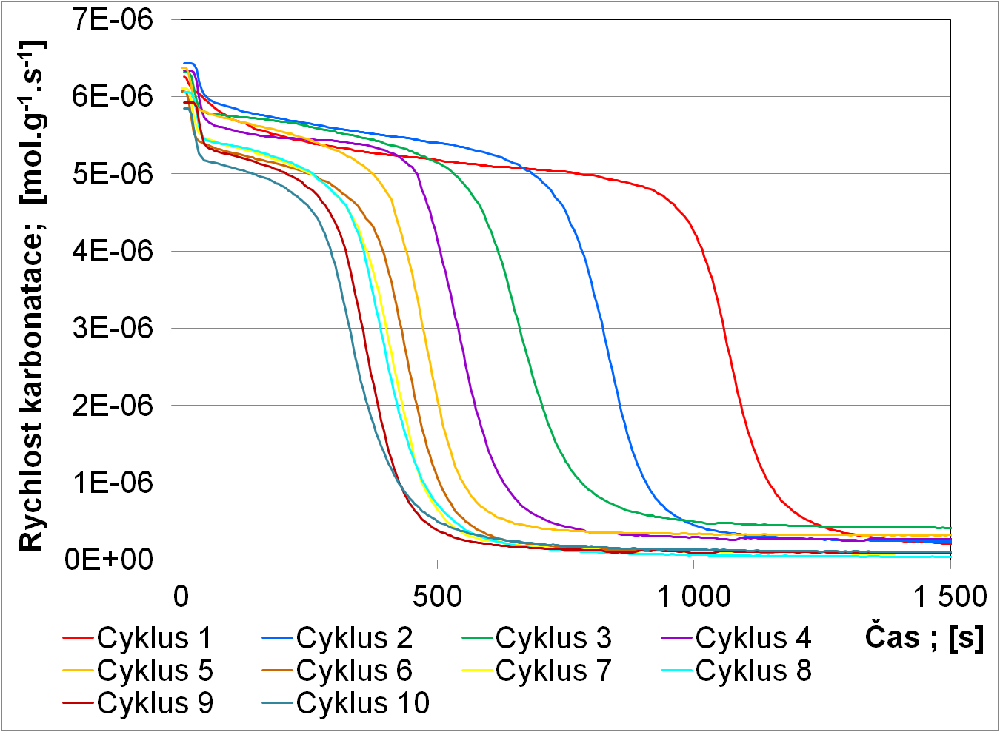 Rychlost karbonatace; [mol.g-1.s-1]
7E-06
6E-06
5E-06
4E-06
3E-06
2E-06
1E-06
0E+00
0 500 1 000 1 500
Čas ; [s]
Cyklus 1 Cyklus 2 Cyklus 3 Cyklus 4
Cyklus 5 Cyklus 6 Cyklus 7 Cyklus 8
Cyklus 9 Cyklus 10